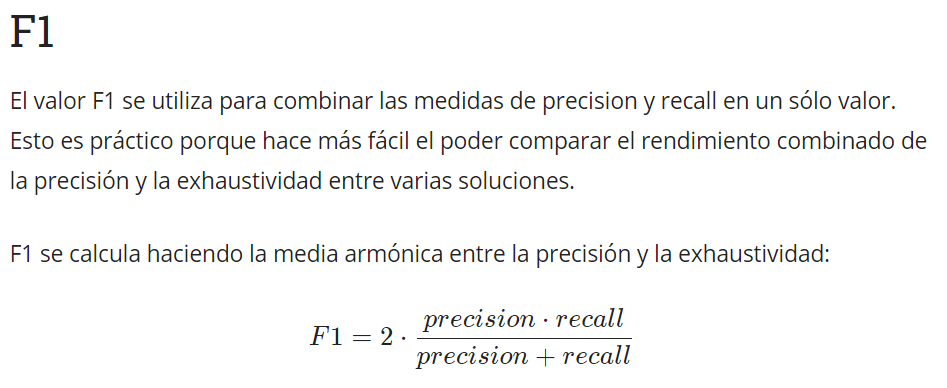 F1
El valor F1 se utiliza para combinar las medidas de precision y recall en un sólo valor.
Esto es práctico porque hace más fácil el poder comparar el rendimiento combinado de
la precisión y la exhaustividad entre varias soluciones.
F1 se calcula haciendo la media armónica entre la precisión y la exhaustividad:
F1 = 2 · \frac{precision · recall}{precision + recall}